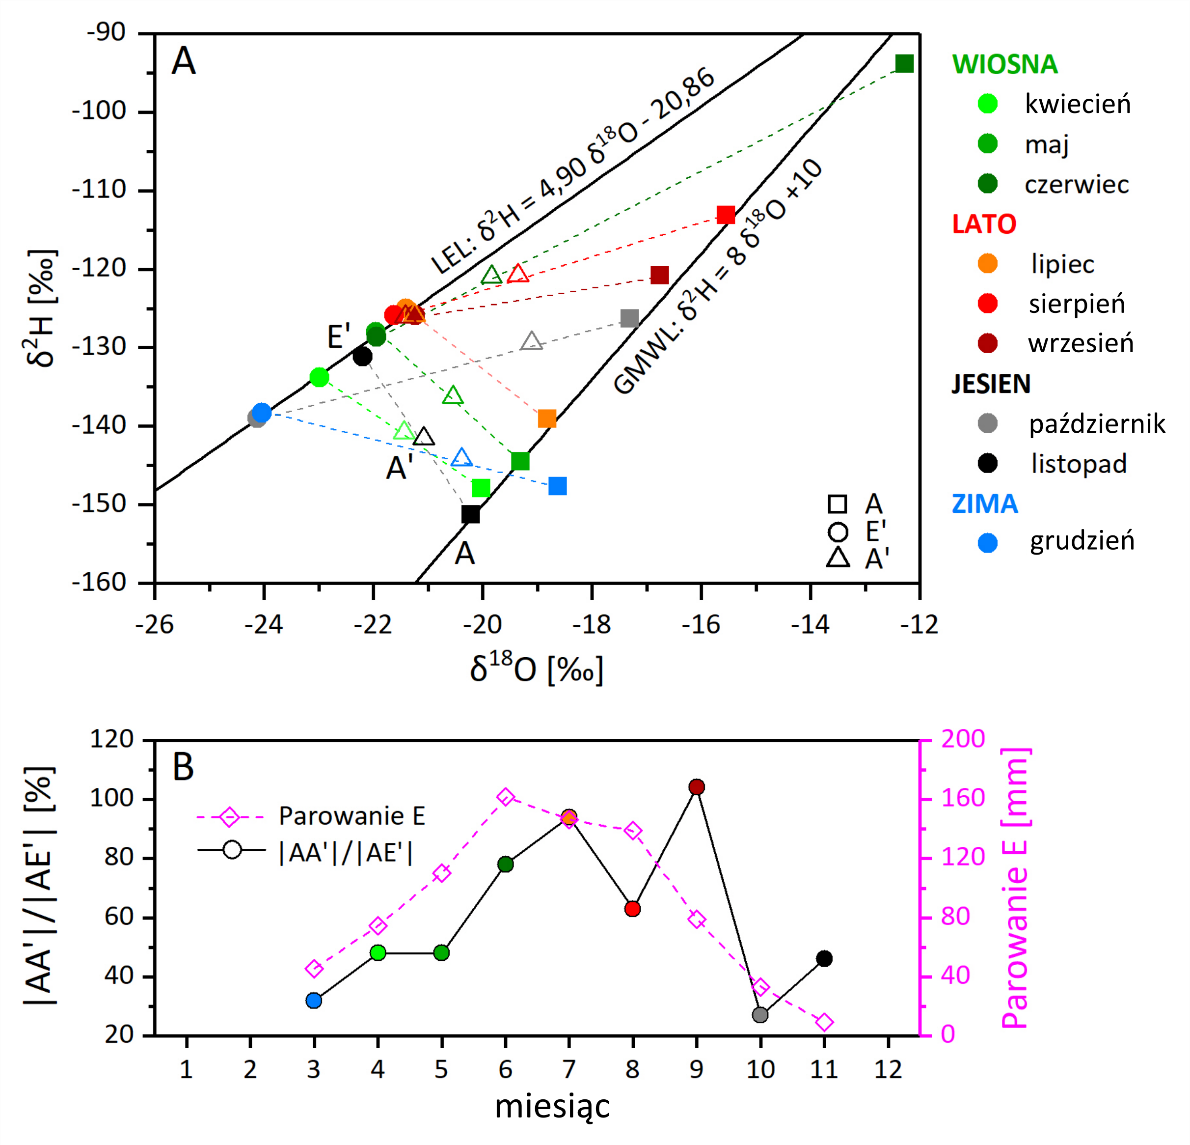 A
-90
-100
-110
-120
-130
-140
-150
-160
δ²H [‰]
LEL: δ²H = 4,90 δ¹⁸O - 20,86
GMWL: δ²H = 8 δ¹⁸O +10
E'
A'
A
A
E'
A'
-26 -24 -22 -20 -18 -16 -14 -12
δ¹⁸O [‰]
WIOSNA
kwiecień
maj
czerwiec
LATO
lipiec
sierpień
wrzesień
JESIEN
październik
listopad
ZIMA
grudzień
B
120
100
80
60
40
20
|AA'|/|AE'| [%]
Parowanie E
|AA'|/|AE'|
200
160
120
80
40
0
Parowanie E [mm]
1 2 3 4 5 6 7 8 9 10 11 12
miesiąc